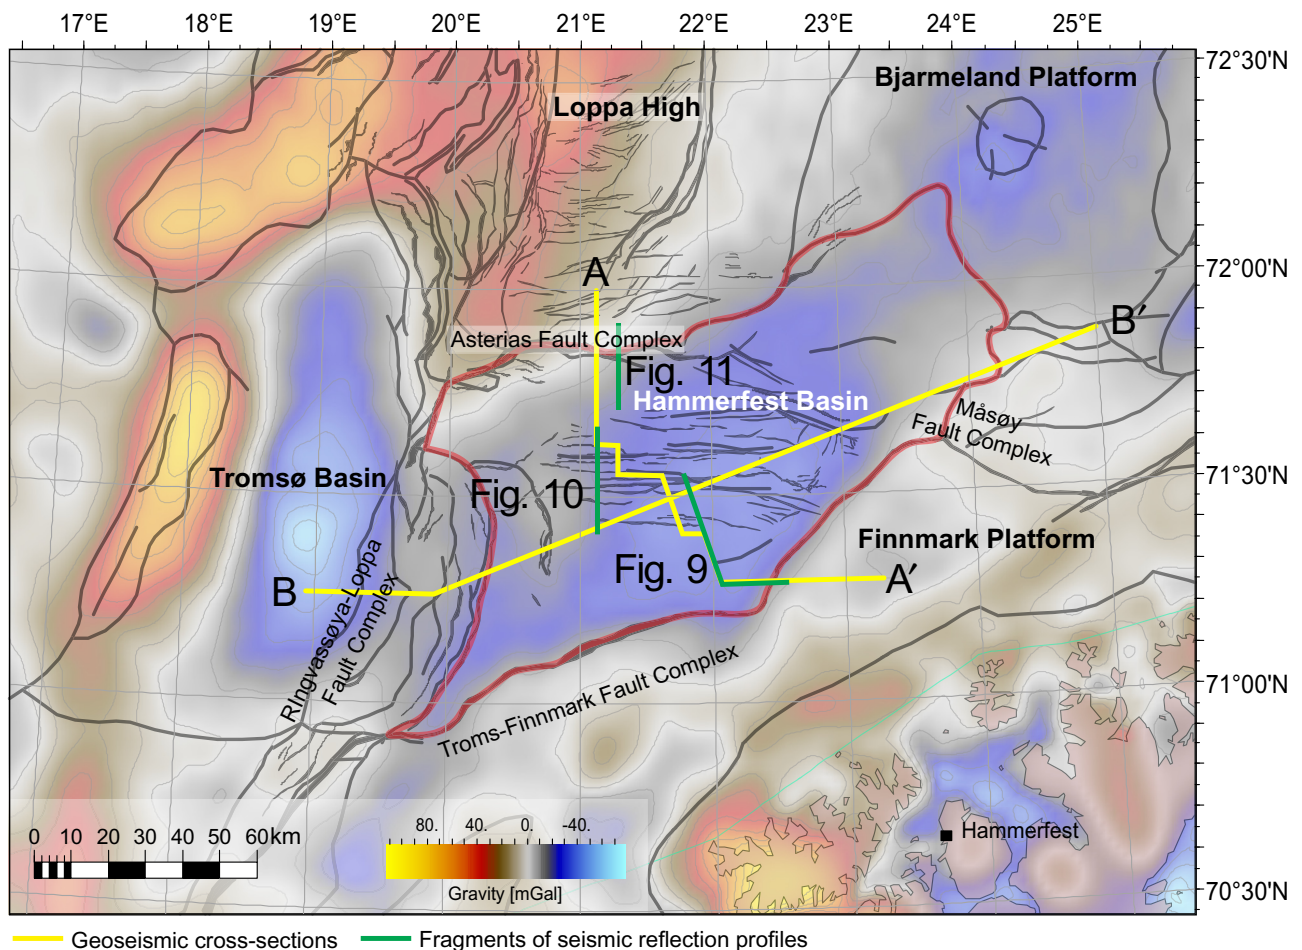 17°E 18°E 19°E 20°E 21°E 22°E 23°E 24°E 25°E
72°30'N
Bjarmeland Platform
Loppa High
72°00'N
A
B′
Asterias Fault Complex
Fig. 11
Hammerfest Basin
Måsøy
Fault Complex
71°30'N
Tromsø Basin
Fig. 10
Finnmark Platform
Fig. 9
A′
B
RIngvassøya-Loppa
Fault Complex
71°00'N
Troms-Finnmark Fault Complex
0 10 20 30 40 50 60km
80. 40. 0. -40.
Gravity [mGal]
Hammerfest
70°30'N
Geoseismic cross-sections
Fragments of seismic reflection profiles